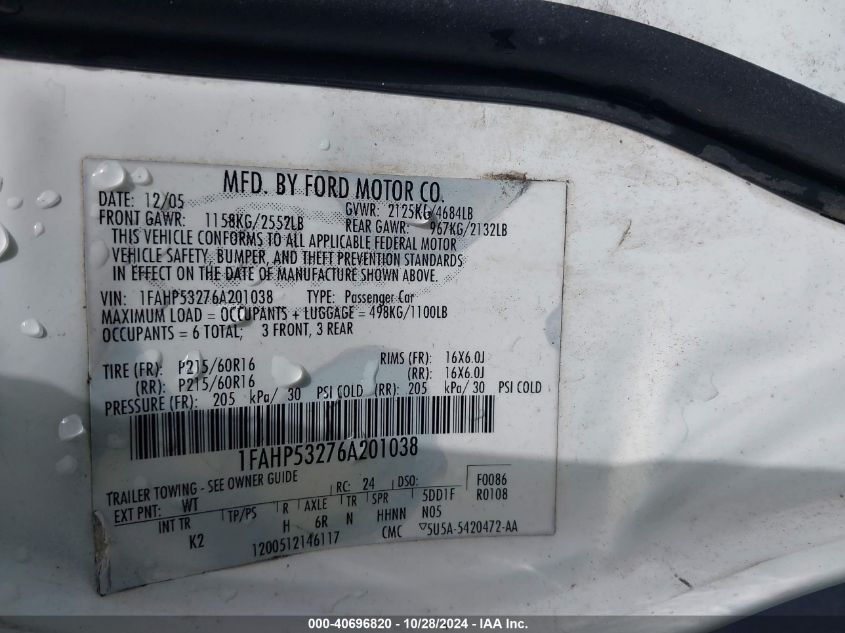 MFD. BY FORD MOTOR CO.
DATE: 12/05 GVWR: 2125KG/4684LB
FRONT GAWR: 1158KG/2552LB REAR GAWR: 967KG/2132LB
THIS VEHICLE CONFORMS TO ALL APPLICABLE FEDERAL MOTOR
VEHICLE SAFETY, BUMPER, AND THEFT PREVENTION STANDARDS
IN EFFECT ON THE DATE OF MANUFACTURE SHOWN ABOVE.
VIN: 1FAHP53276A201038 TYPE: Passenger Car
MAXIMUM LOAD = OCCUPANTS + LUGGAGE = 498KG/1100LB
OCCUPANTS = 6 TOTAL, 3 FRONT, 3 REAR
TIRE (FR): P215/60R16 RIMS (FR): 16X6.0J
(RR): P215/60R16 (RR): 16X6.0J
PRESSURE (FR): 205 kPa/ 30 PSI COLD (RR): 205 kPa/ 30 PSI COLD
1FAHP53276A201038
TRAILER TOWING - SEE OWNER GUIDE RC: 24 DSO: F0086
EXT PNT: WT 5DD1F R0108
INT TR TP/PS R AXLE TR SPR N05
K2 H 6R N HHNN
1200512146117 CMC ▽5U5A-5420472-AA
000-40696820 - 10/28/2024 - IAA Inc.